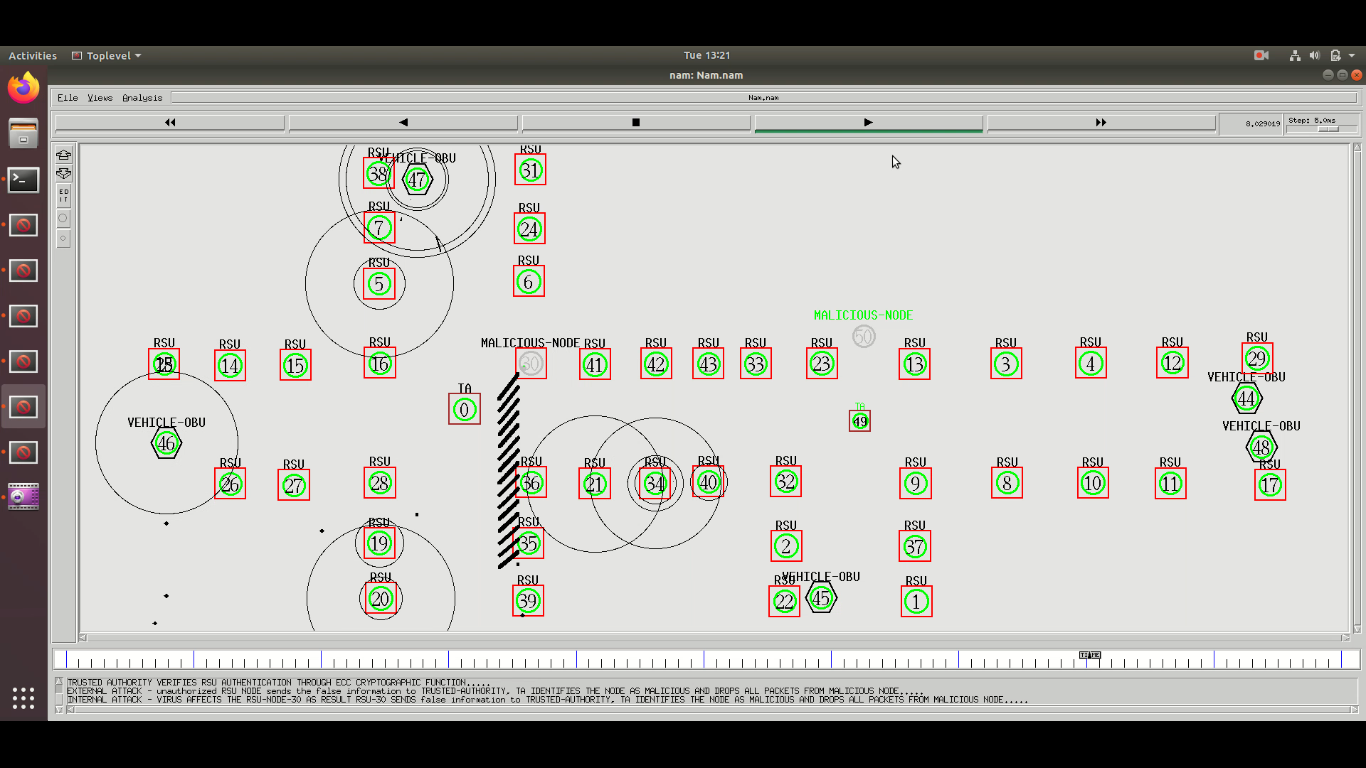 Activities Toplevel Tue 13:21
nam: Nam.nam
File Views Analysis Nam.nam
8.029019 Step: 8.0ms
EDIT
RSU VEHICLE-OBU RSU
38 47 31
RSU RSU
7 24
RSU RSU
5 6
MALICIOUS-NODE
50
RSU RSU RSU RSU MALICIOUS-NODE RSU RSU RSU RSU RSU RSU RSU RSU RSU RSU
14 15 16 30 41 42 43 33 23 13 3 4 12 29
VEHICLE-OBU
44
TA TA
0 49
VEHICLE-OBU VEHICLE-OBU
46 48
RSU RSU RSU RSU RSU RSU RSU RSU RSU RSU RSU RSU RSU
26 27 28 36 21 34 40 32 9 8 10 11 17
RSU RSU RSU RSU
19 35 2 37
RSU RSU RSU VEHICLE-OBU RSU
20 39 22 45 1
TIME
TRUSTED AUTHORITY VERIFIES RSU AUTHENTICATION THROUGH ECC CRYPTOGRAPHIC FUNCTION.....
EXTERNAL ATTACK - unauthorized RSU NODE sends the false information to TRUSTED-AUTHORITY, TA IDENTIFIES THE NODE AS MALICIOUS AND DROPS ALL PACKETS FROM MALICIOUS NODE.....
INTERNAL ATTACK - VIRUS AFFECTS THE RSU-NODE-30 AS RESULT RSU-30 SENDS false information to TRUSTED-AUTHORITY, TA IDENTIFIES THE NODE AS MALICIOUS AND DROPS ALL PACKETS FROM MALICIOUS NODE.....